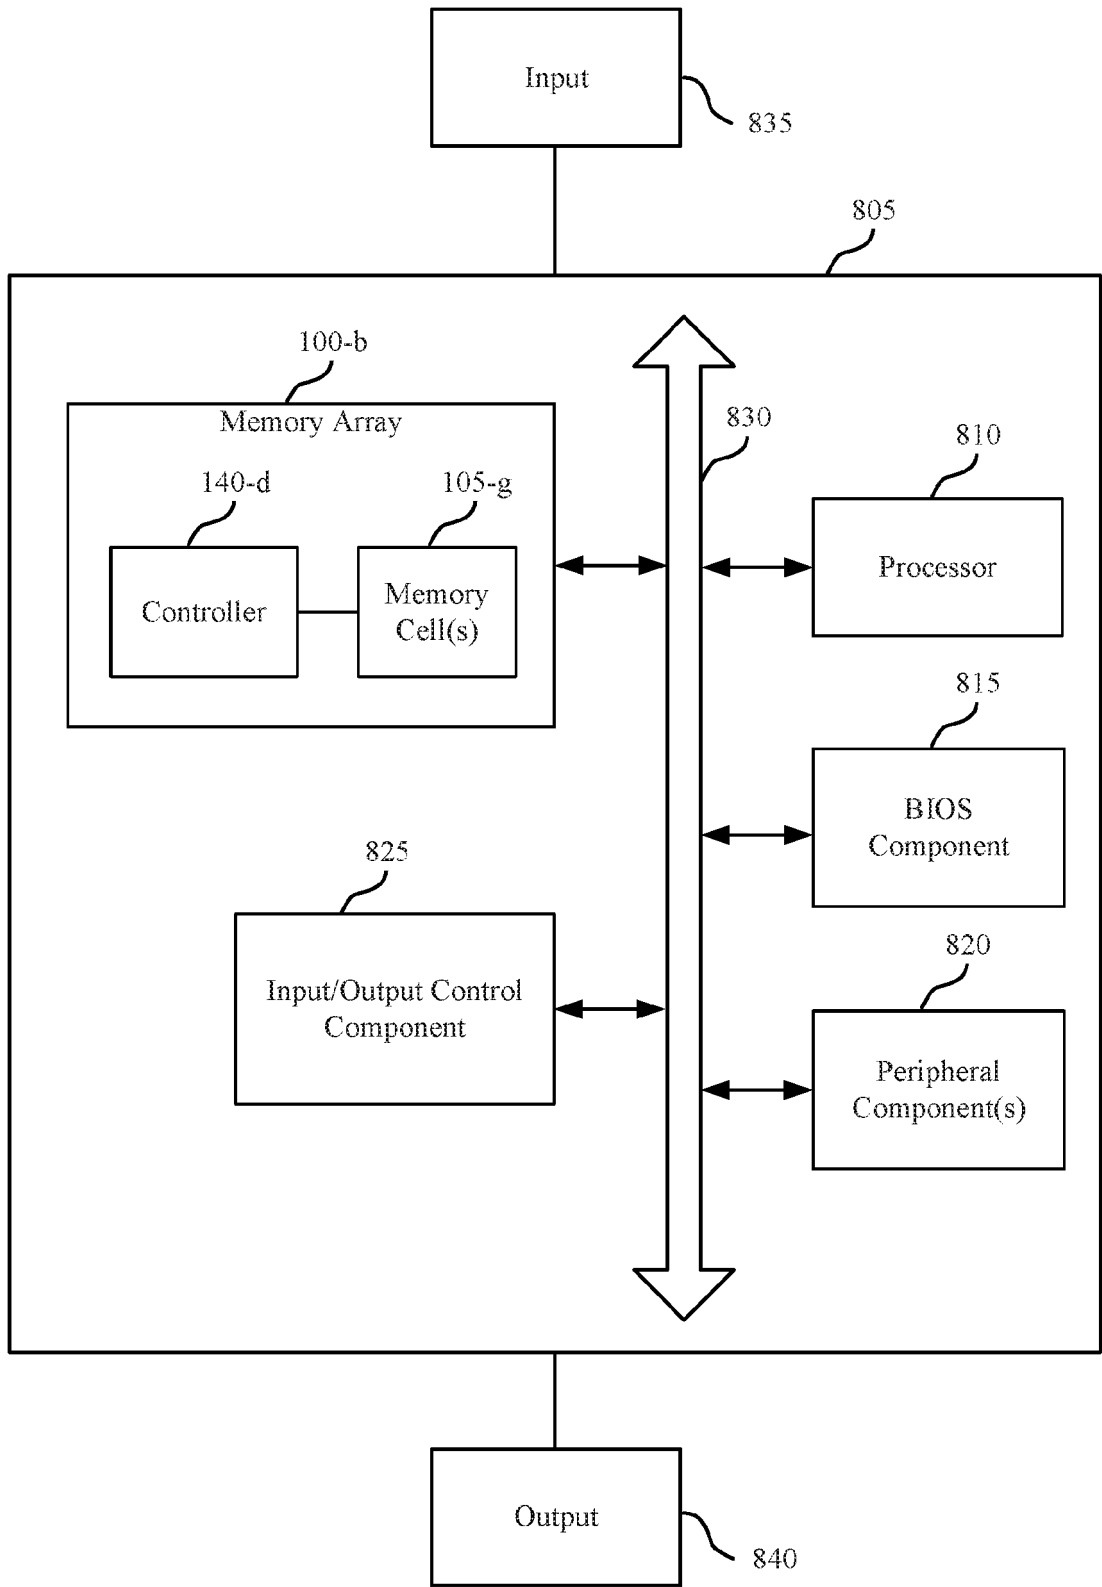 Input
835
805
100-b
Memory Array
830
810
140-d
105-g
Processor
Controller
Memory
Cell(s)
815
BIOS
Component
825
820
Input/Output Control
Component
Peripheral
Component(s)
Output
840